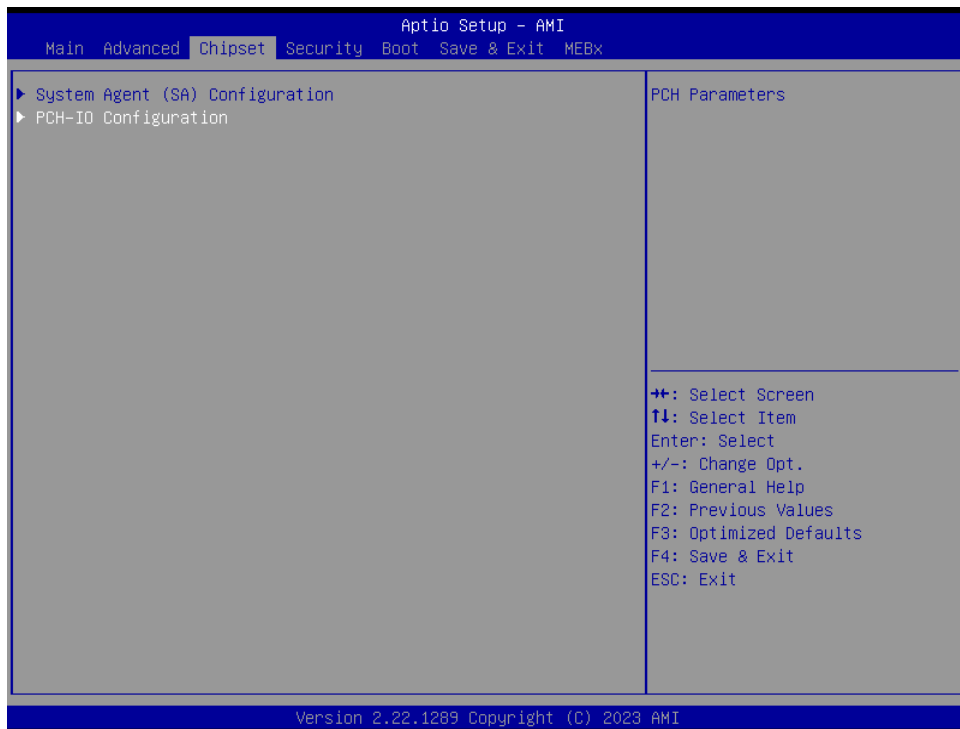 Aptio Setup – AMI
Main Advanced Chipset Security Boot Save & Exit MEBx
▶ System Agent (SA) Configuration
▶ PCH-IO Configuration
PCH Parameters
→←: Select Screen
↑↓: Select Item
Enter: Select
+/-: Change Opt.
F1: General Help
F2: Previous Values
F3: Optimized Defaults
F4: Save & Exit
ESC: Exit
Version 2.22.1289 Copyright (C) 2023 AMI